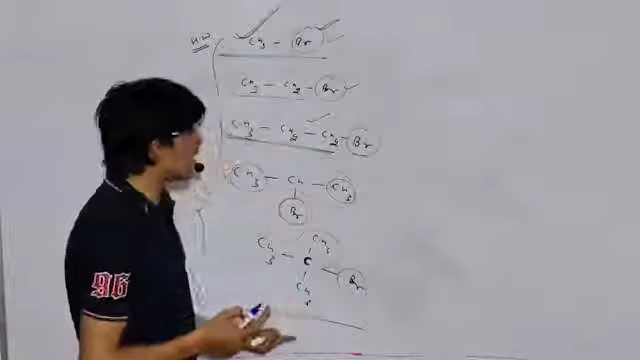 H.W
CH3 - Br
CH3 - CH2 - Br
CH3 - CH2 - CH2 - Br
CH3 - CH - CH3
Br
CH3
CH3 - C - Br
CH3
96